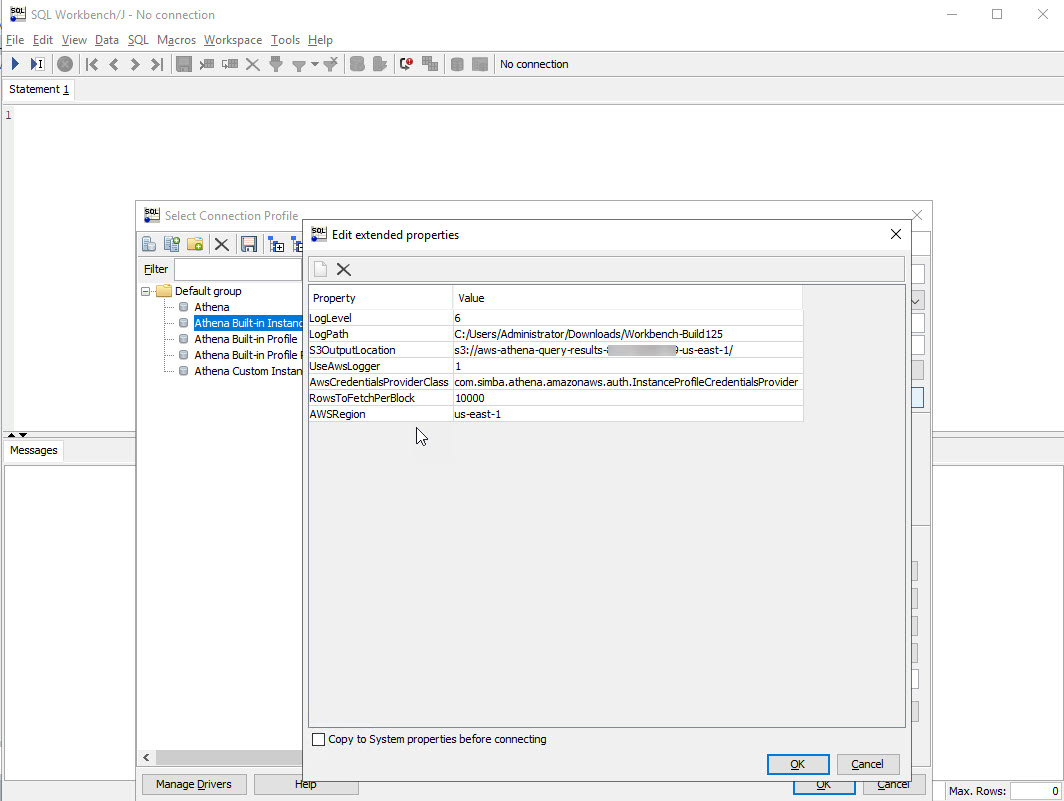 SQL Workbench/J - No connection
File Edit View Data SQL Macros Workspace Tools Help
No connection
Statement 1
1
Select Connection Profile
Filter
Default group
Athena
Athena Built-in Instanc
Athena Built-in Profile
Athena Built-in Profile
Athena Custom Instan
Manage Drivers Help OK Cancel
Edit extended properties
Property Value
LogLevel 6
LogPath C:/Users/Administrator/Downloads/Workbench-Build125
S3OutputLocation s3://aws-athena-query-results- -us-east-1/
UseAwsLogger 1
AwsCredentialsProviderClass com.simba.athena.amazonaws.auth.InstanceProfileCredentialsProvider
RowsToFetchPerBlock 10000
AWSRegion us-east-1
Copy to System properties before connecting
OK Cancel
Messages
Max. Rows: 0